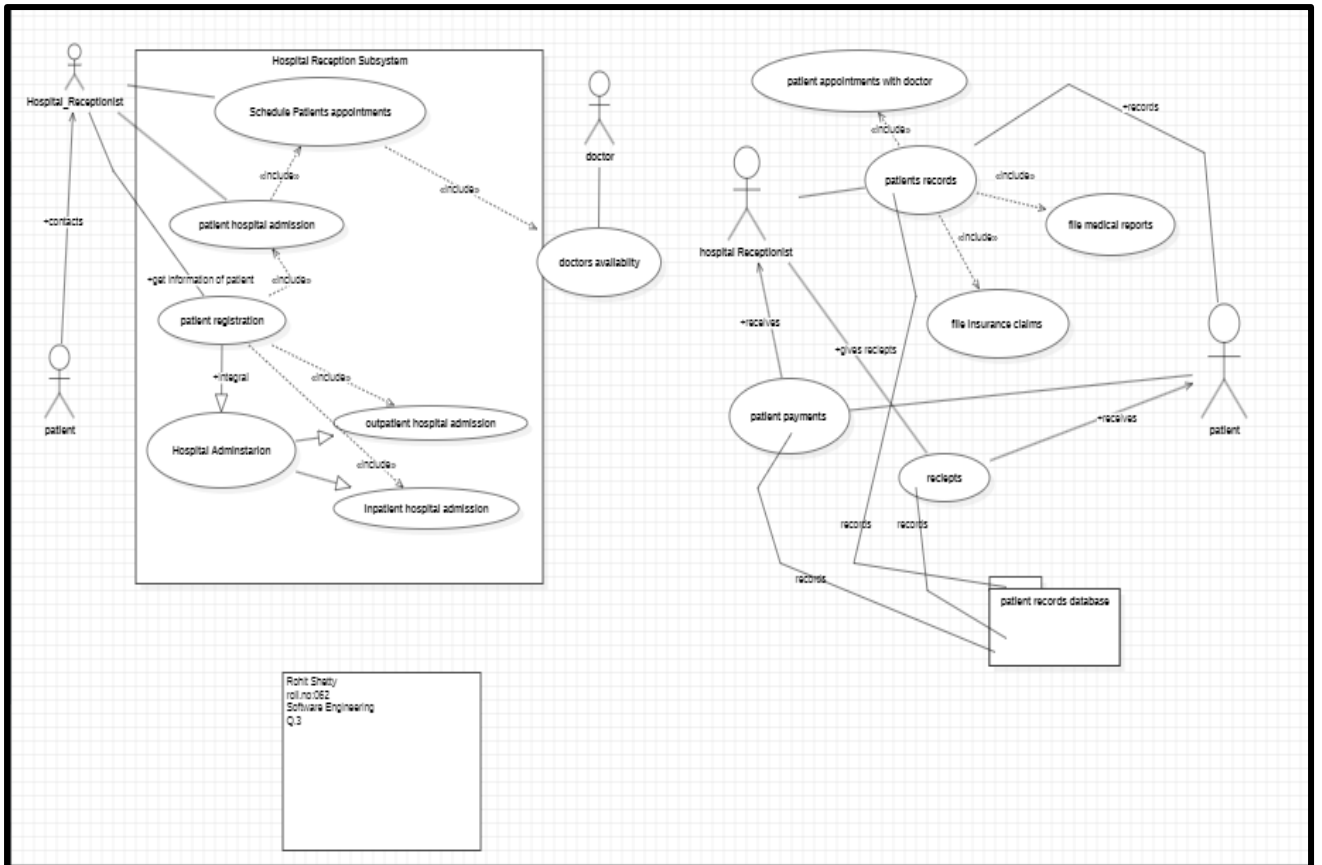 Hospital Reception Subsystem
Hospital_Receptionist
Schedule Patients appointments
doctor
«include»
«include»
+contacts
patient hospital admission
doctors availability
+get information of patient
«include»
patient registration
+integral
«include»
outpatient hospital admission
Hospital Adminstarion
«include»
Inpatient hospital admission
patient
patient appointments with doctor
+records
«include»
patients records
«include»
file medical reports
«include»
hospital Receptionist
+receives
file insurance claims
+gives reciepts
patient payments
+receives
patient
reciepts
records
records
records
patient records database
Rohit Shetty
roll.no:062
Software Engineering
Q.3